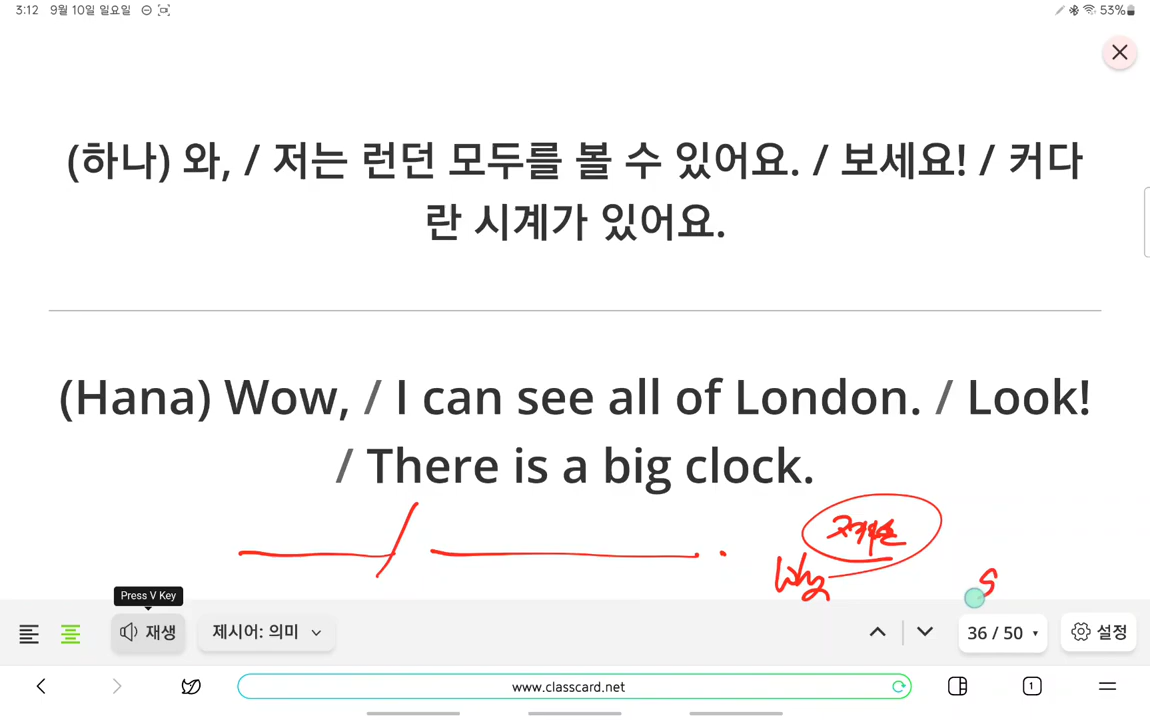 3:12 9월 10일 일요일
53%
(하나) 와, / 저는 런던 모두를 볼 수 있어요. / 보세요! / 커다
란 시계가 있어요.
(Hana) Wow, / I can see all of London. / Look!
/ There is a big clock.
Why
S
Press V Key
재생
제시어: 의미
36 / 50
설정
www.classcard.net
1